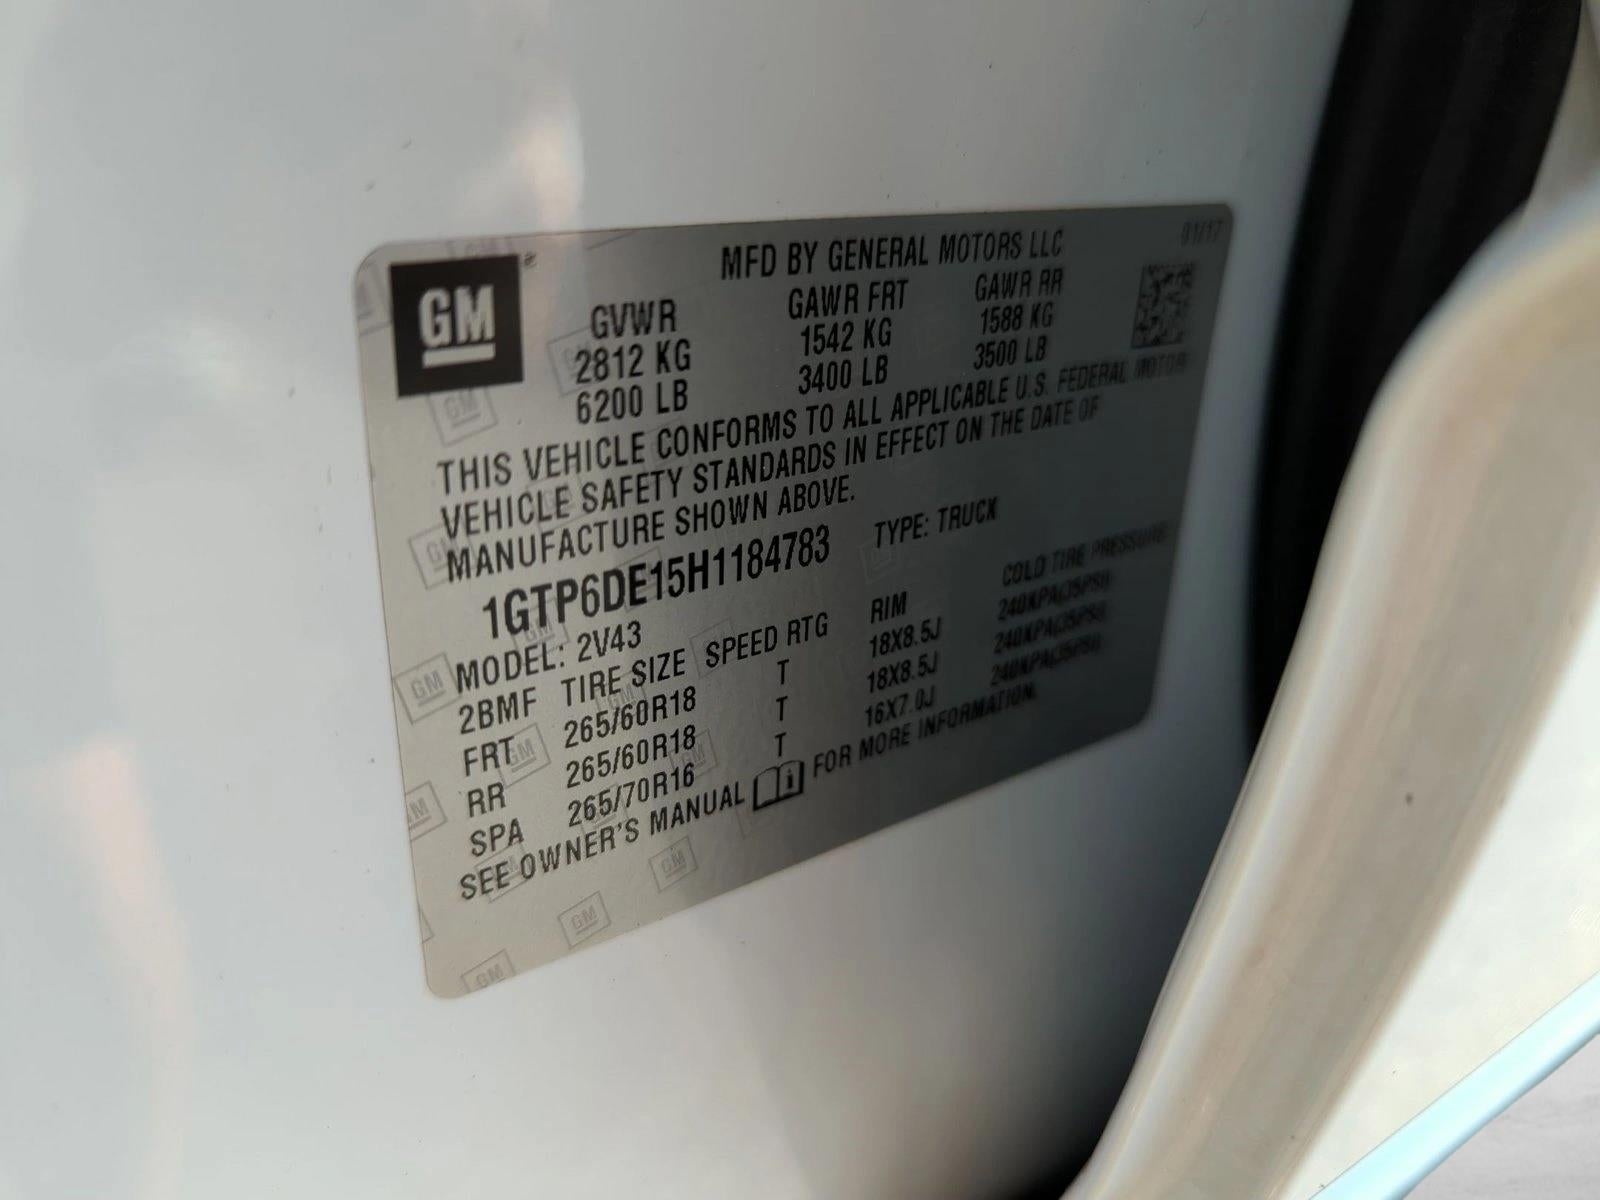 GM
MFD BY GENERAL MOTORS LLC 01/17
GVWR GAWR FRT GAWR RR
2812 KG 1542 KG 1588 KG
6200 LB 3400 LB 3500 LB
THIS VEHICLE CONFORMS TO ALL APPLICABLE U.S. FEDERAL MOTOR
VEHICLE SAFETY STANDARDS IN EFFECT ON THE DATE OF
MANUFACTURE SHOWN ABOVE.
1GTP6DE15H1184783 TYPE: TRUCK
MODEL: 2V43
2BMF TIRE SIZE SPEED RTG RIM COLD TIRE PRESSURE
FRT 265/60R18 T 18X8.5J 240KPA(35PSI)
RR 265/60R18 T 18X8.5J 240KPA(35PSI)
SPA 265/70R16 T 16X7.0J 240KPA(35PSI)
SEE OWNER'S MANUAL FOR MORE INFORMATION.